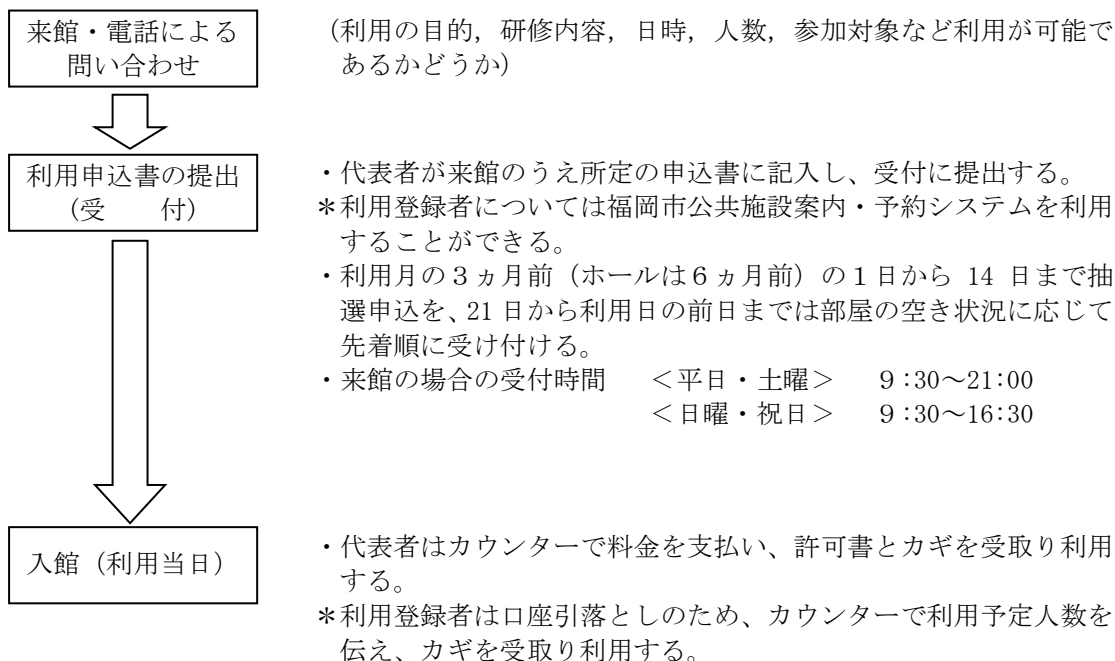 来館・電話による
問い合わせ
（利用の目的，研修内容，日時，人数，参加対象など利用が可能で
あるかどうか）
利用申込書の提出
（受　　付）
・代表者が来館のうえ所定の申込書に記入し、受付に提出する。
＊利用登録者については福岡市公共施設案内・予約システムを利用
することができる。
・利用月の３ヵ月前（ホールは６ヵ月前）の１日から 14 日まで抽
選申込を、21 日から利用日の前日までは部屋の空き状況に応じて
先着順に受け付ける。
・来館の場合の受付時間　＜平日・土曜＞　９:30～21:00
＜日曜・祝日＞　９:30～16:30
入館（利用当日）
・代表者はカウンターで料金を支払い、許可書とカギを受取り利用
する。
＊利用登録者は口座引落としのため、カウンターで利用予定人数を
伝え、カギを受取り利用する。